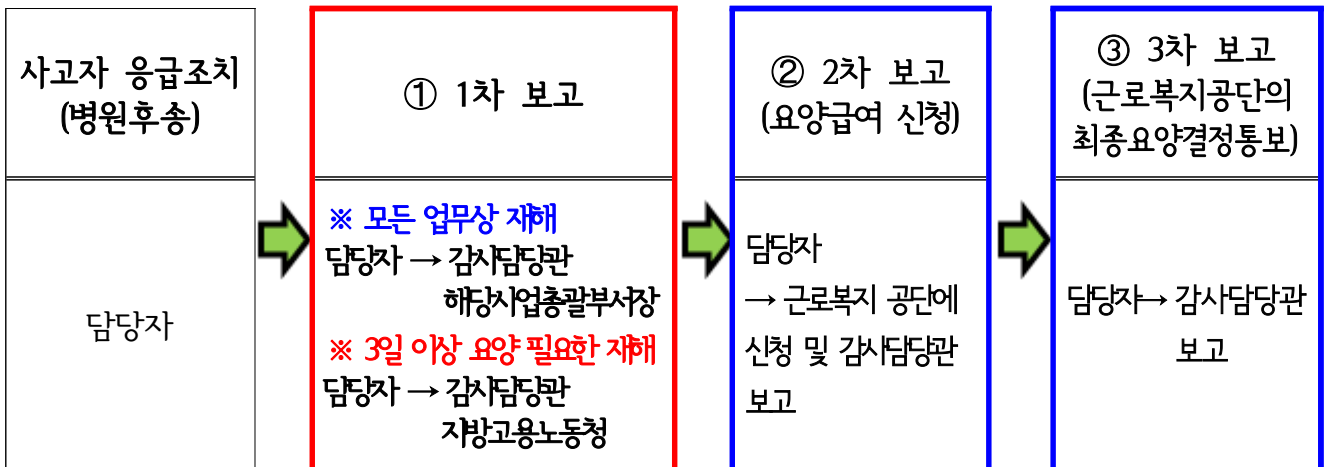 사고자 응급조치
(병원후송)
담당자
① 1차 보고
※ 모든 업무상 재해
담당자 → 감사담당관
해당사업총괄부서장
※ 3일 이상 요양 필요한 재해
담당자 → 감사담당관
지방고용노동청
② 2차 보고
(요양급여 신청)
담당자
→ 근로복지 공단에
신청 및 감사담당관
보고
③ 3차 보고
(근로복지공단의
최종요양결정통보)
담당자→ 감사담당관
보고